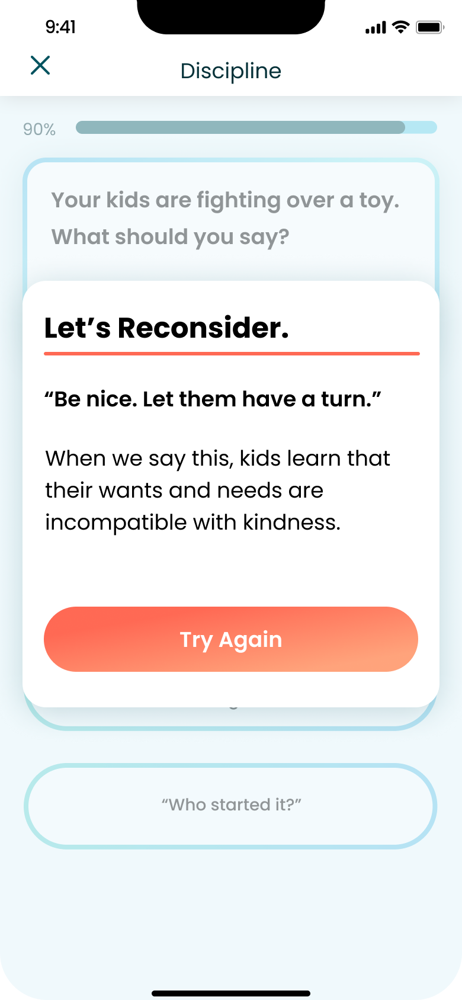 9:41
Discipline
90%
Your kids are fighting over a toy.
What should you say?
Let’s Reconsider.
“Be nice. Let them have a turn.”
When we say this, kids learn that
their wants and needs are
incompatible with kindness.
Try Again
“Who started it?”